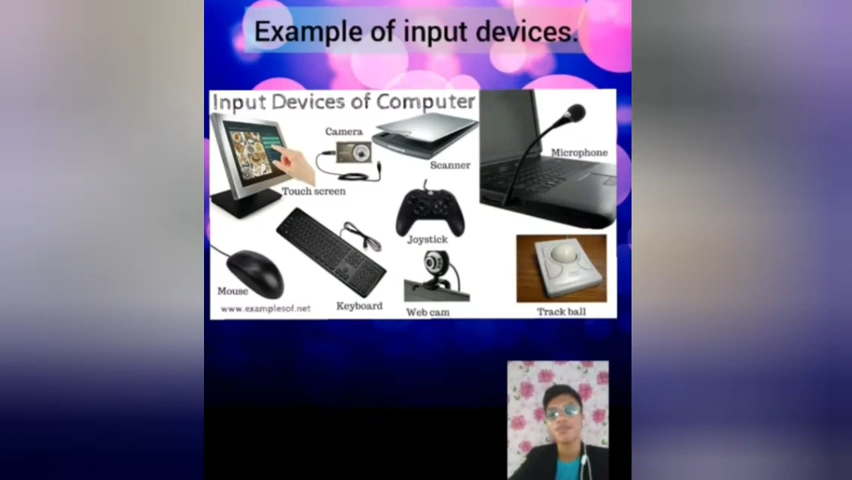 Example of input devices.
Input Devices of Computer
Camera
Scanner
Microphone
Touch screen
Joystick
Mouse
Keyboard
Web cam
Track ball
www.examplesof.net